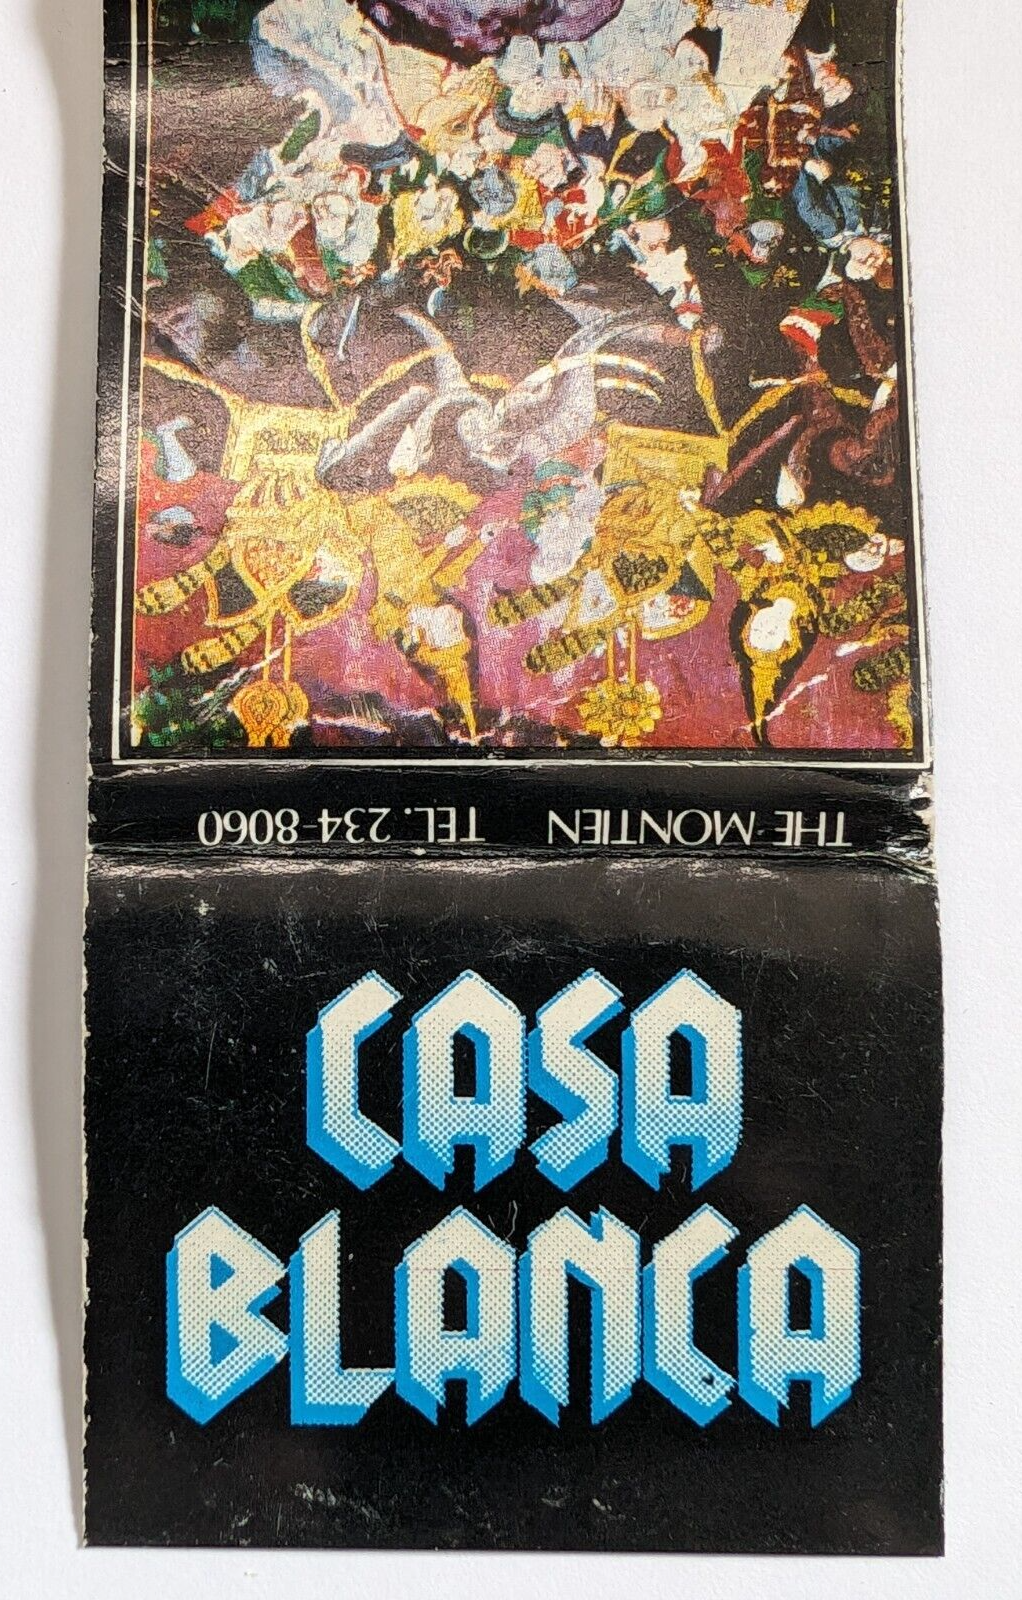 THE MONTIEN TEL. 234-8060
CASA
BLANCA